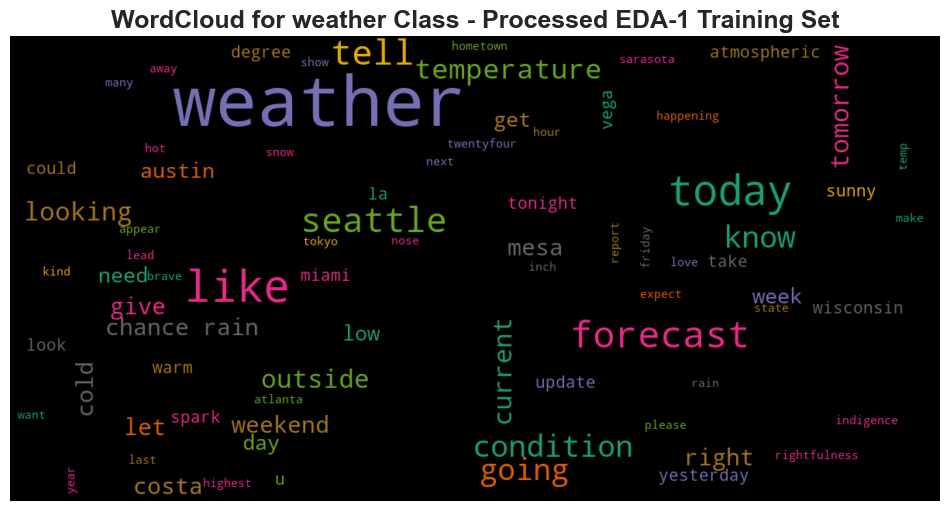 WordCloud for weather Class - Processed EDA-1 Training Set
hometown
degree
show
tell
atmospheric
away
sarasota
temperature
many
weather
vega
tomorrow
get
happening
hour
twentyfour
hot
snow
next
temp
could
austin
la
today
sunny
looking
tonight
seattle
make
appear
know
tokyo
nose
mesa
report
friday
lead
inch
love
take
kind
need
brave
miami
like
expect
week
give
state
wisconsin
chance rain
low
forecast
look
current
warm
cold
outside
update
rain
atlanta
want
spark
let
weekend
please
indigence
day
condition
last
going
right
rightfulness
year
costa
highest
u
yesterday